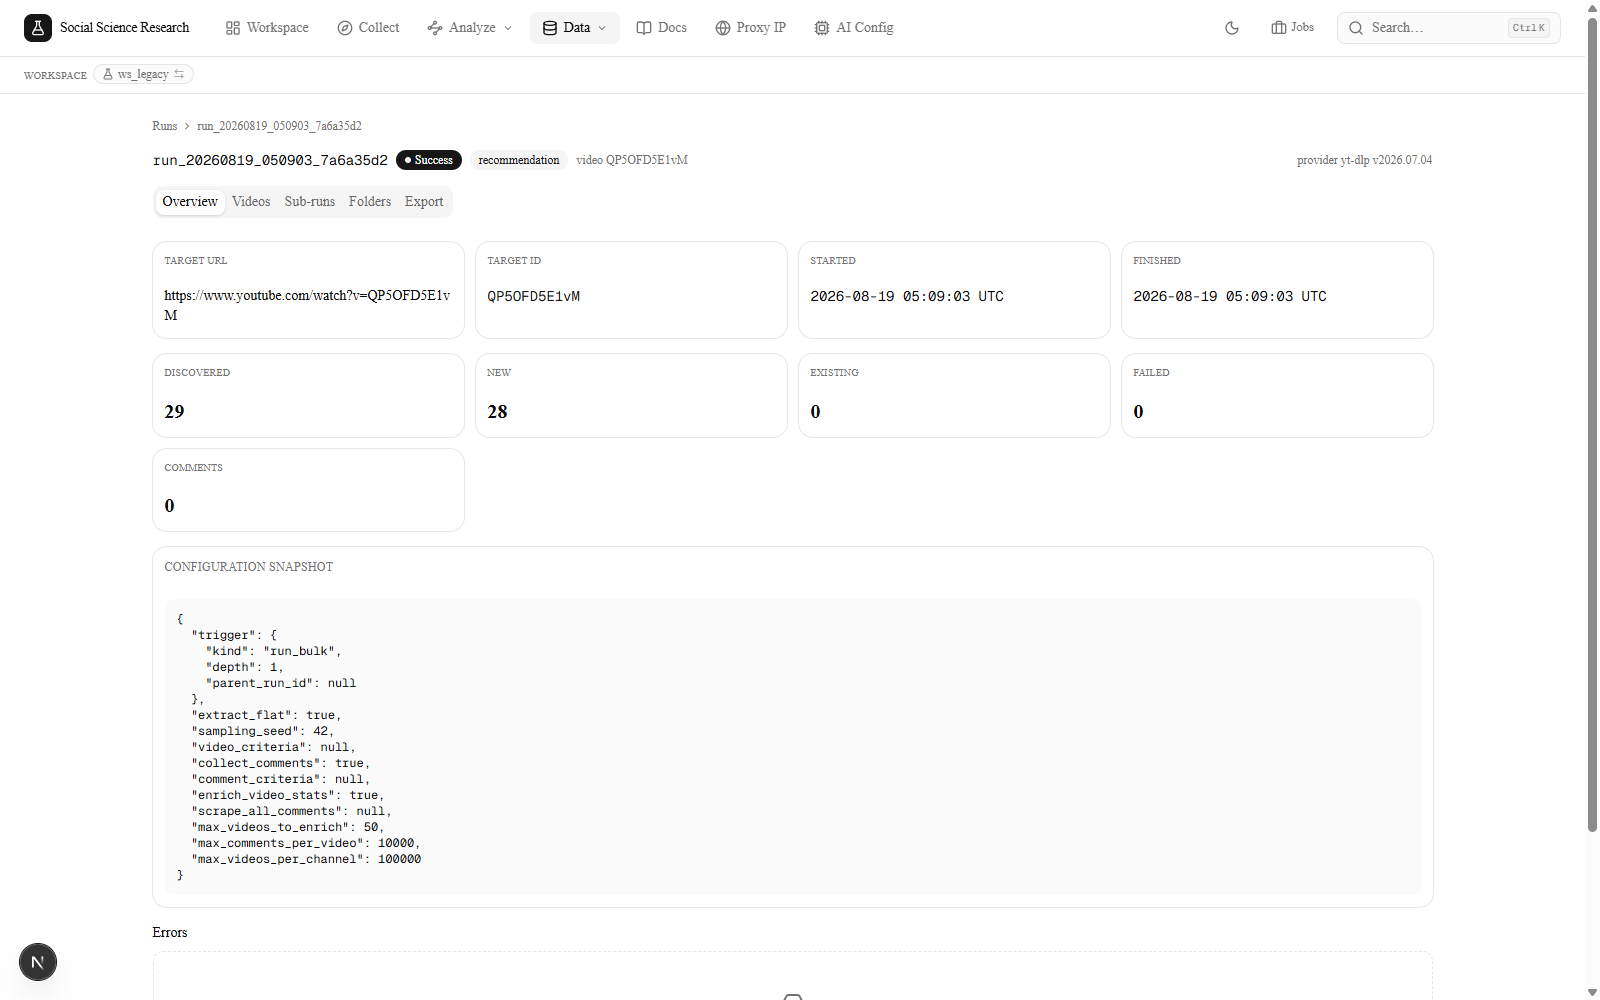 Social Science Research
Workspace
Collect
Analyze
Data
Docs
Proxy IP
AI Config
Jobs
Search...
Ctrl K
WORKSPACE
ws_legacy
Runs > run_20260819_050903_7a6a35d2
run_20260819_050903_7a6a35d2
Success
recommendation
video QP5OFD5E1vM
provider yt-dlp v2026.07.04
Overview
Videos
Sub-runs
Folders
Export
TARGET URL
https://www.youtube.com/watch?v=QP5OFD5E1v
M
TARGET ID
QP5OFD5E1vM
STARTED
2026-08-19 05:09:03 UTC
FINISHED
2026-08-19 05:09:03 UTC
DISCOVERED
29
NEW
28
EXISTING
0
FAILED
0
COMMENTS
0
CONFIGURATION SNAPSHOT
{
"trigger": {
"kind": "run_bulk",
"depth": 1,
"parent_run_id": null
},
"extract_flat": true,
"sampling_seed": 42,
"video_criteria": null,
"collect_comments": true,
"comment_criteria": null,
"enrich_video_stats": true,
"scrape_all_comments": null,
"max_videos_to_enrich": 50,
"max_comments_per_video": 10000,
"max_videos_per_channel": 100000
}
Errors
N